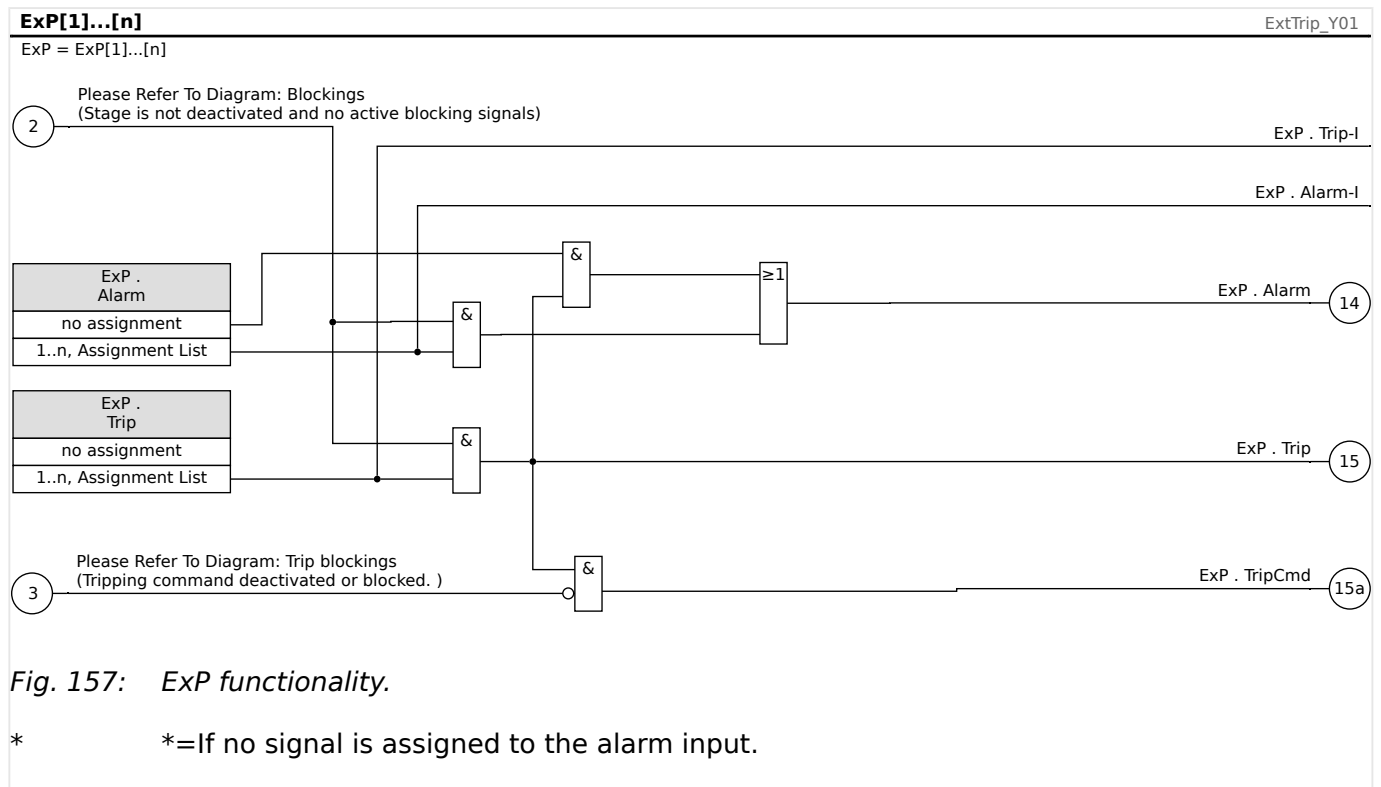 ExP[1]...[n]
ExtTrip_Y01
ExP = ExP[1]...[n]
Please Refer To Diagram: Blockings
(Stage is not deactivated and no active blocking signals)
2
ExP . Trip-I
ExP . Alarm-I
&
ExP .
Alarm
≥1
ExP . Alarm
14
no assignment
&
1..n, Assignment List
ExP .
Trip
no assignment
&
ExP . Trip
15
1..n, Assignment List
Please Refer To Diagram: Trip blockings
(Tripping command deactivated or blocked. )
3
&
ExP . TripCmd
15a
Fig. 157: ExP functionality.
* *=If no signal is assigned to the alarm input.